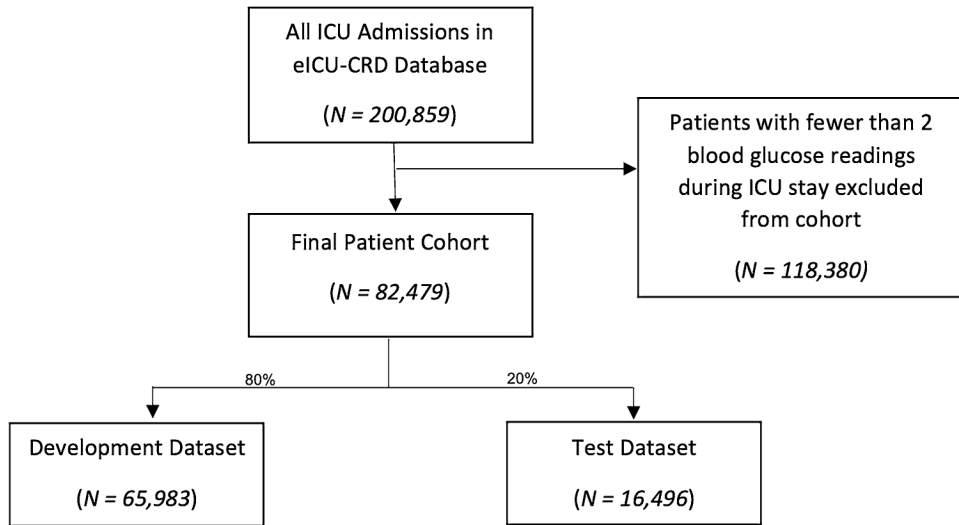 All ICU Admissions in
eICU-CRD Database
(N = 200,859)
Patients with fewer than 2
blood glucose readings
during ICU stay excluded
from cohort
(N = 118,380)
Final Patient Cohort
(N = 82,479)
80%
20%
Development Dataset
(N = 65,983)
Test Dataset
(N = 16,496)